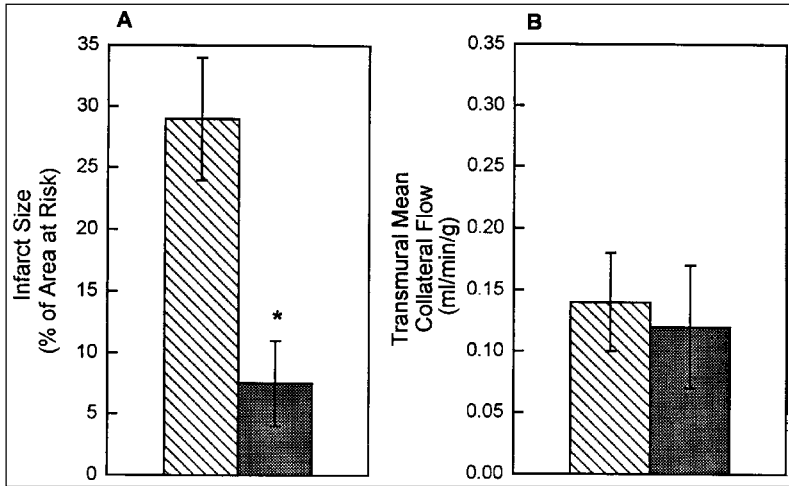 A
35
30
25
20
15
10
5
0
Infarct Size
(% of Area at Risk)
*
B
0.35
0.30
0.25
0.20
0.15
0.10
0.05
0.00
Transmural Mean
Collateral Flow
(ml/min/g)